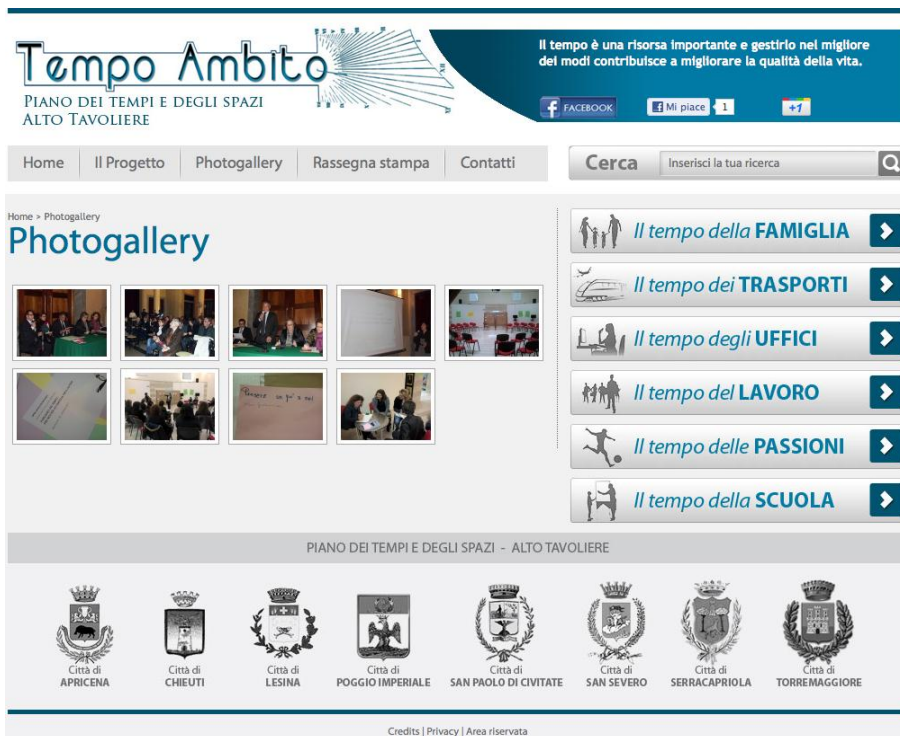 Tempo Ambito
PIANO DEI TEMPI E DEGLI SPAZI
ALTO TAVOLIERE
Il tempo è una risorsa importante e gestirlo nel migliore
dei modi contribuisce a migliorare la qualità della vita.
FACEBOOK
Mi piace 1
+1
Home
Il Progetto
Photogallery
Rassegna stampa
Contatti
Cerca
Inserisci la tua ricerca
Home > Photogallery
Photogallery
Il tempo della FAMIGLIA
Il tempo dei TRASPORTI
Il tempo degli UFFICI
Il tempo del LAVORO
Il tempo delle PASSIONI
Il tempo della SCUOLA
PIANO DEI TEMPI E DEGLI SPAZI - ALTO TAVOLIERE
Città di
APRICENA
Città di
CHIEUTI
Città di
LESINA
Città di
POGGIO IMPERIALE
Città di
SAN PAOLO DI CIVITATE
Città di
SAN SEVERO
Città di
SERRACAPRIOLA
Città di
TORREMAGGIORE
Credits | Privacy | Area riservata